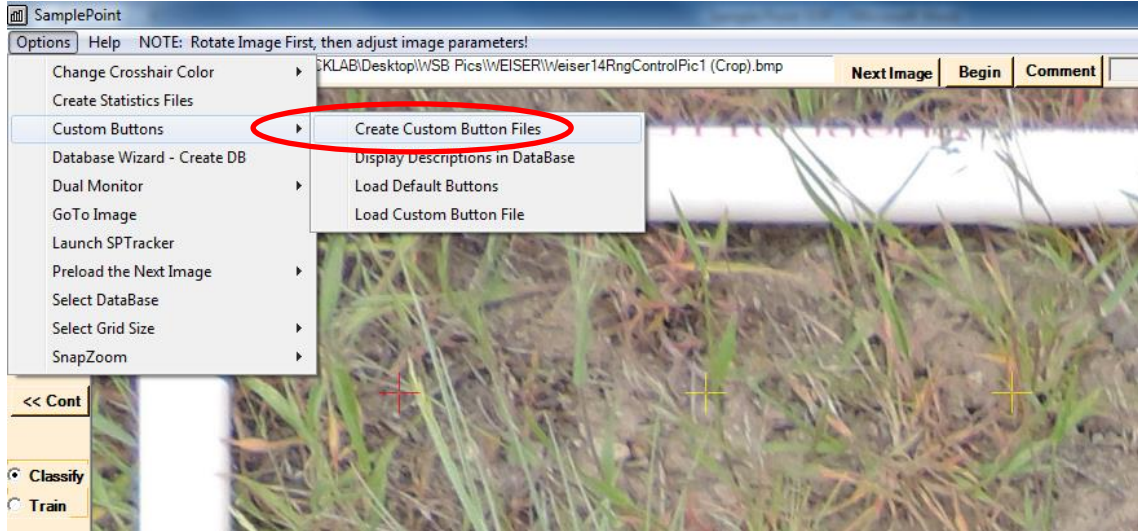 SamplePoint
Options Help NOTE: Rotate Image First, then adjust image parameters!
CKLAB\Desktop\WSB Pics\WEISER\Weiser14RngControlPic1 (Crop).bmp Next Image Begin Comment
Change Crosshair Color
Create Statistics Files
Custom Buttons Create Custom Button Files
Database Wizard - Create DB Display Descriptions in DataBase
Dual Monitor Load Default Buttons
GoTo Image Load Custom Button File
Launch SPTracker
Preload the Next Image
Select DataBase
Select Grid Size
SnapZoom
<< Cont
Classify
Train